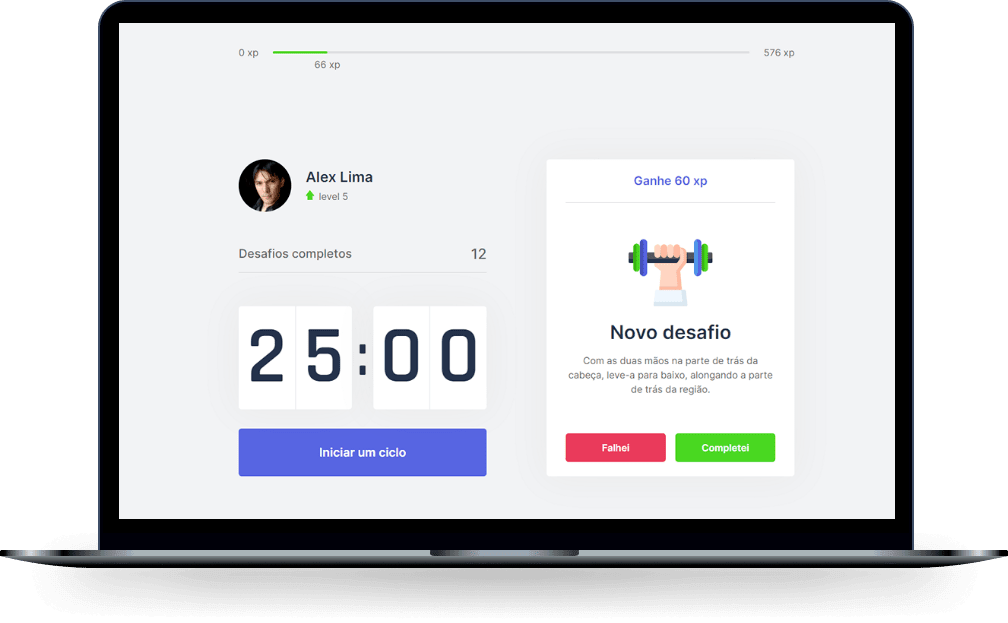 0 xp
576 xp
66 xp
Alex Lima
level 5
Desafios completos
12
25:00
Iniciar um ciclo
Ganhe 60 xp
Novo desafio
Com as duas mãos na parte de trás da
cabeça, leve-a para baixo, alongando a parte
de trás da região.
Falhei
Completei